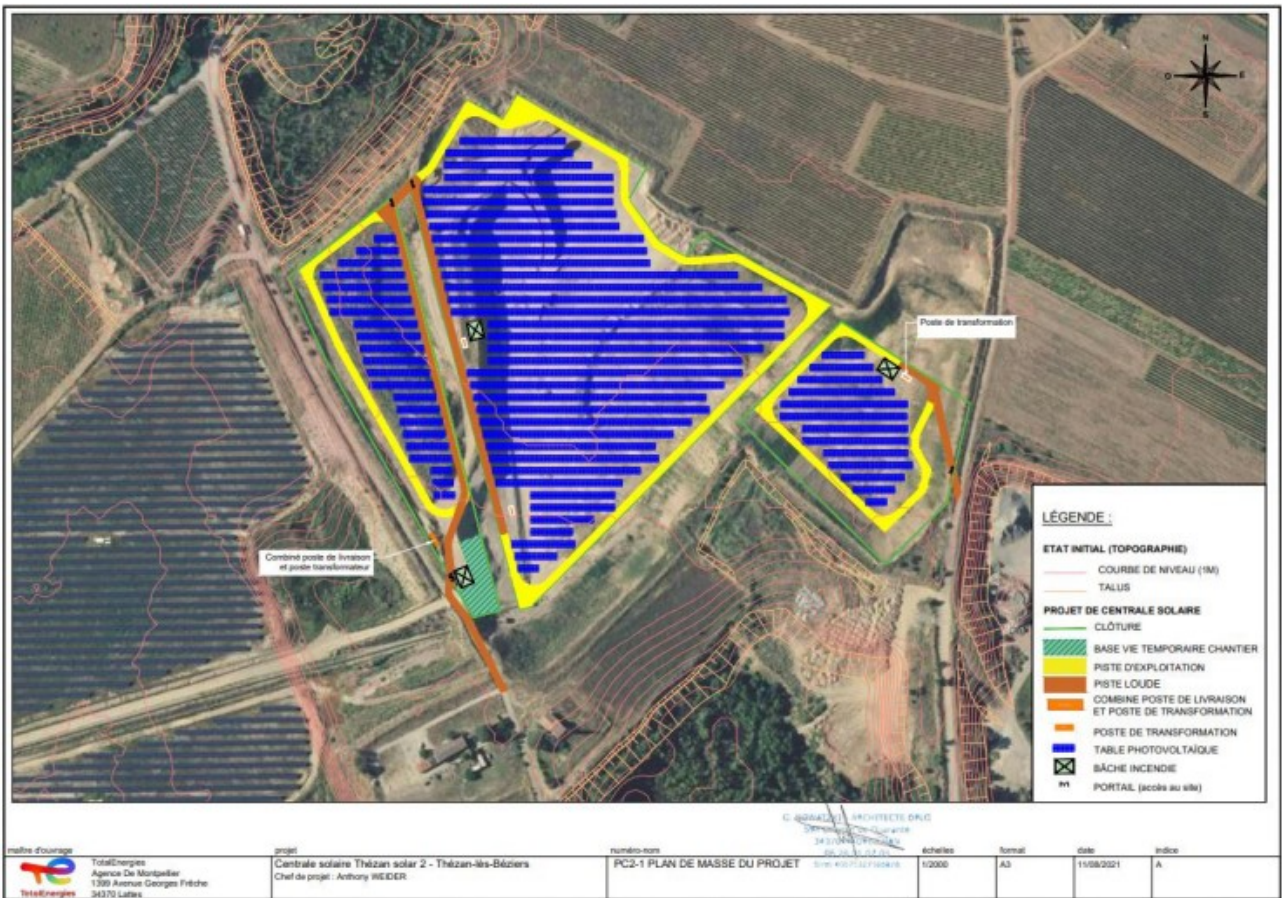 N
O
E
S
Poste de transformation
Combiné poste de livraison
et poste transformateur
LÉGENDE :
ETAT INITIAL (TOPOGRAPHIE)
COURBE DE NIVEAU (1M)
TALUS
PROJET DE CENTRALE SOLAIRE
CLÔTURE
BASE VIE TEMPORAIRE CHANTIER
PISTE D'EXPLOITATION
PISTE LOUDE
COMBINE POSTE DE LIVRAISON
ET POSTE DE TRANSFORMATION
POSTE DE TRANSFORMATION
TABLE PHOTOVOLTAÏQUE
BÂCHE INCENDIE
PORTAIL (accès au site)
maître d'ouvrage
TotalEnergies
TotalEnergies
Agence De Montpellier
1399 Avenue Georges Frêche
34370 Lattes
projet
Centrale solaire Thézan solar 2 - Thézan-lès-Béziers
Chef de projet : Anthony WEIDER
numéro-nom
PC2-1 PLAN DE MASSE DU PROJET
ARCHITECTE DPLG
échelles
1/2000
format
A3
date
11/08/2021
indice
A